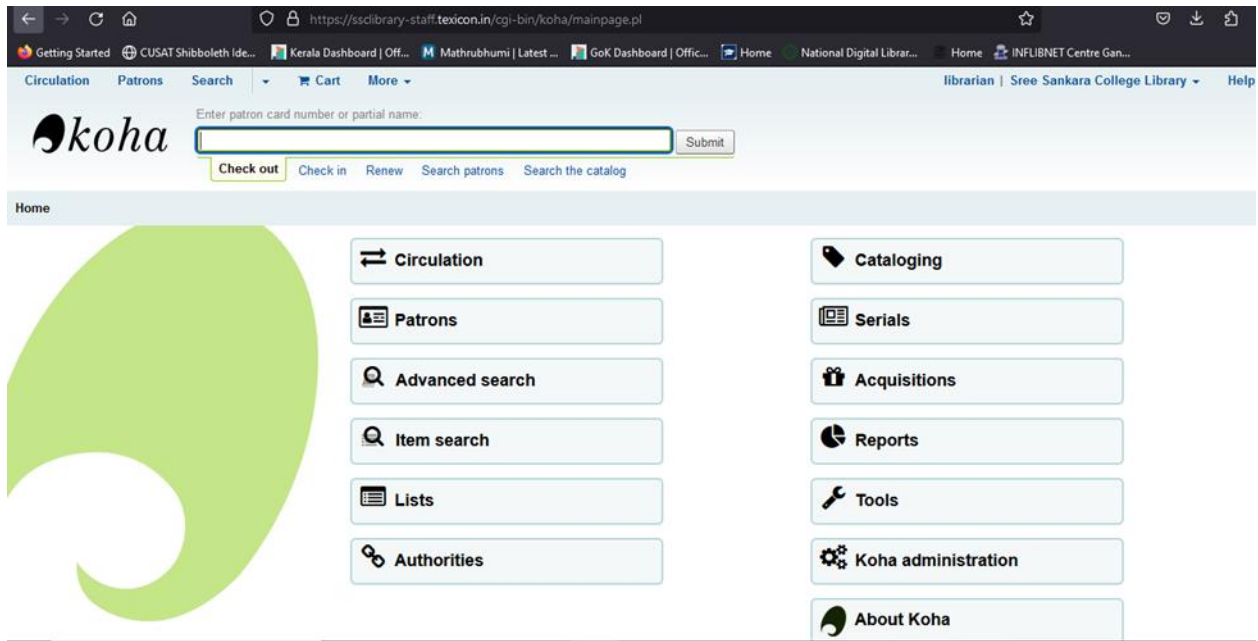 https://ssclibrary-staff.texicon.in/cgi-bin/koha/mainpage.pl
Getting Started CUSAT Shibboleth Ide... Kerala Dashboard | Off... Mathrubhumi | Latest ... GoK Dashboard | Offic... Home National Digital Librar... Home INFLIBNET Centre Gan...
Circulation Patrons Search Cart More librarian | Sree Sankara College Library Help
Enter patron card number or partial name:
koha
Submit
Check out Check in Renew Search patrons Search the catalog
Home
Circulation
Patrons
Advanced search
Item search
Lists
Authorities
Cataloging
Serials
Acquisitions
Reports
Tools
Koha administration
About Koha